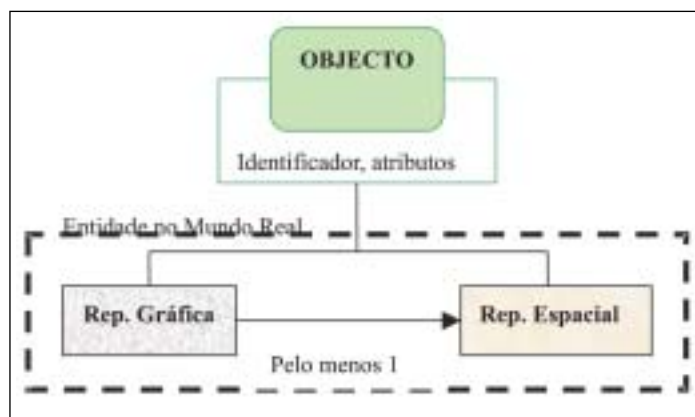 OBJECTO
Identificador, atributos
Entidade no Mundo Real
Rep. Gráfica
Rep. Espacial
Pelo menos 1